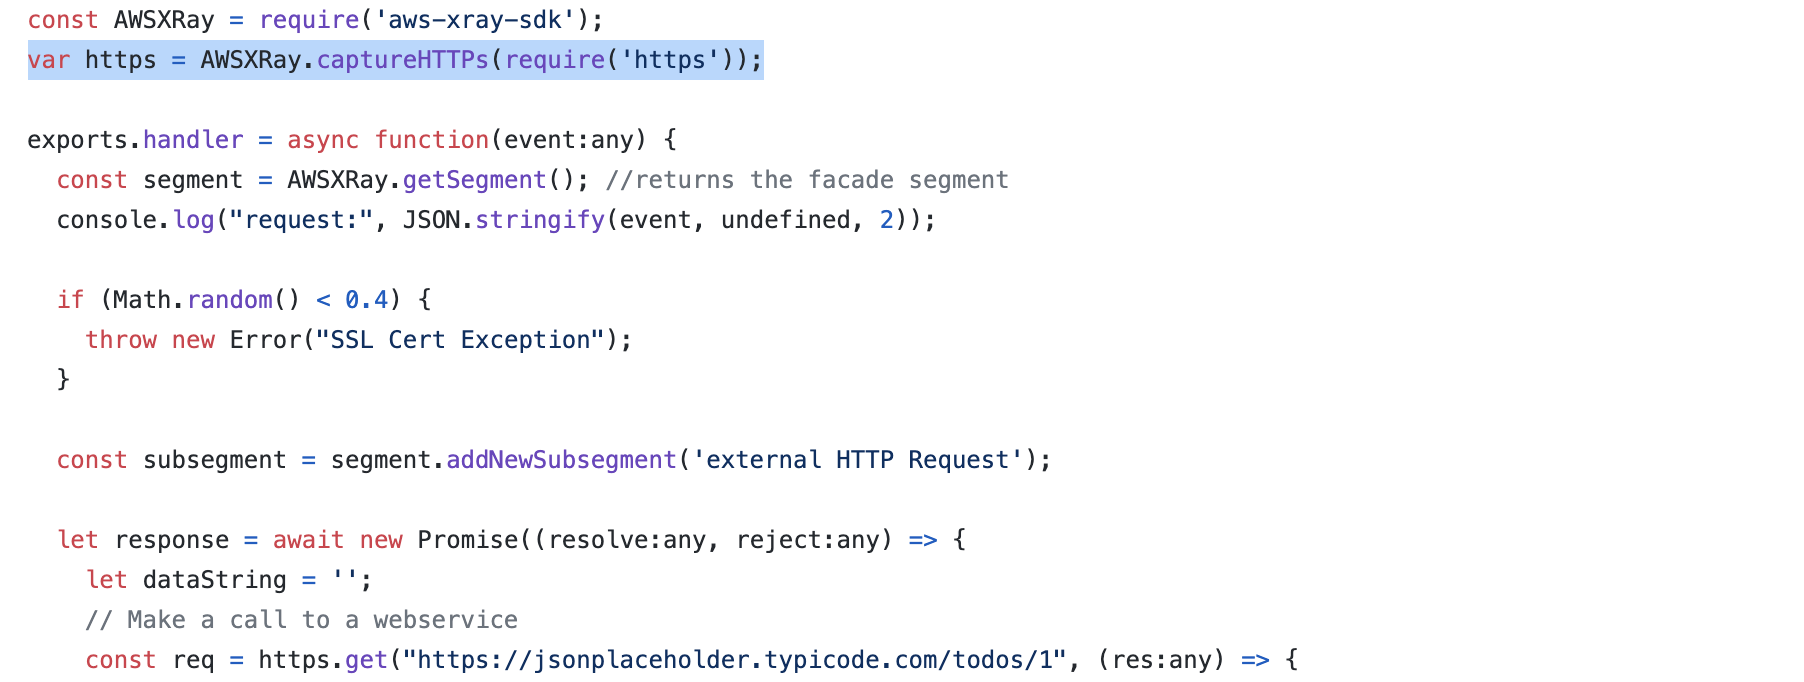 const AWSXRay = require('aws-xray-sdk');
var https = AWSXRay.captureHTTPs(require('https'));
exports.handler = async function(event:any) {
const segment = AWSXRay.getSegment(); //returns the facade segment
console.log("request:", JSON.stringify(event, undefined, 2));
if (Math.random() < 0.4) {
throw new Error("SSL Cert Exception");
}
const subsegment = segment.addNewSubsegment('external HTTP Request');
let response = await new Promise((resolve:any, reject:any) => {
let dataString = '';
// Make a call to a webservice
const req = https.get("https://jsonplaceholder.typicode.com/todos/1", (res:any) => {